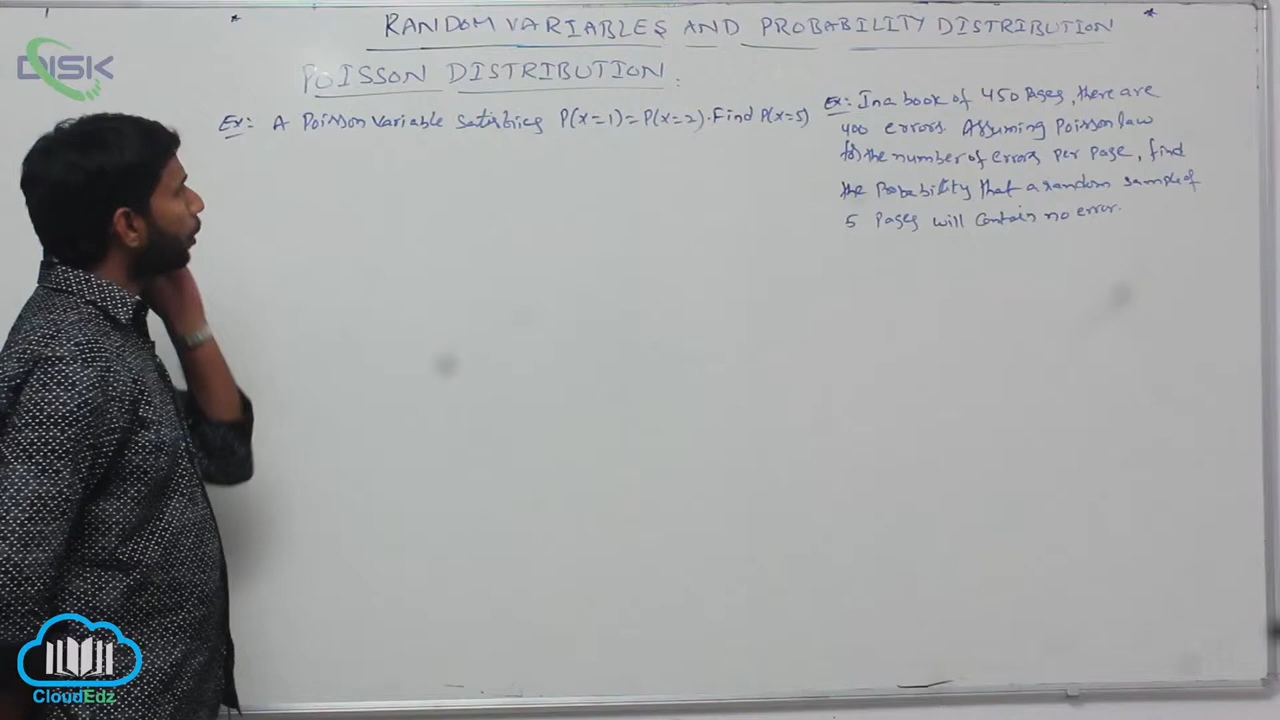 RANDOM VARIABLES AND PROBABILITY DISTRIBUTION
POISSON DISTRIBUTION.
Ex: A Poisson Variable satisfies P(x=1)=P(x=2). Find P(x=5)
Ex: In a book of 450 Pages, there are
400 errors. Assuming Poisson law
for the number of errors per page, find
the Probability that a random sample of
5 Pages will contain no error.
DISK
CloudEdz